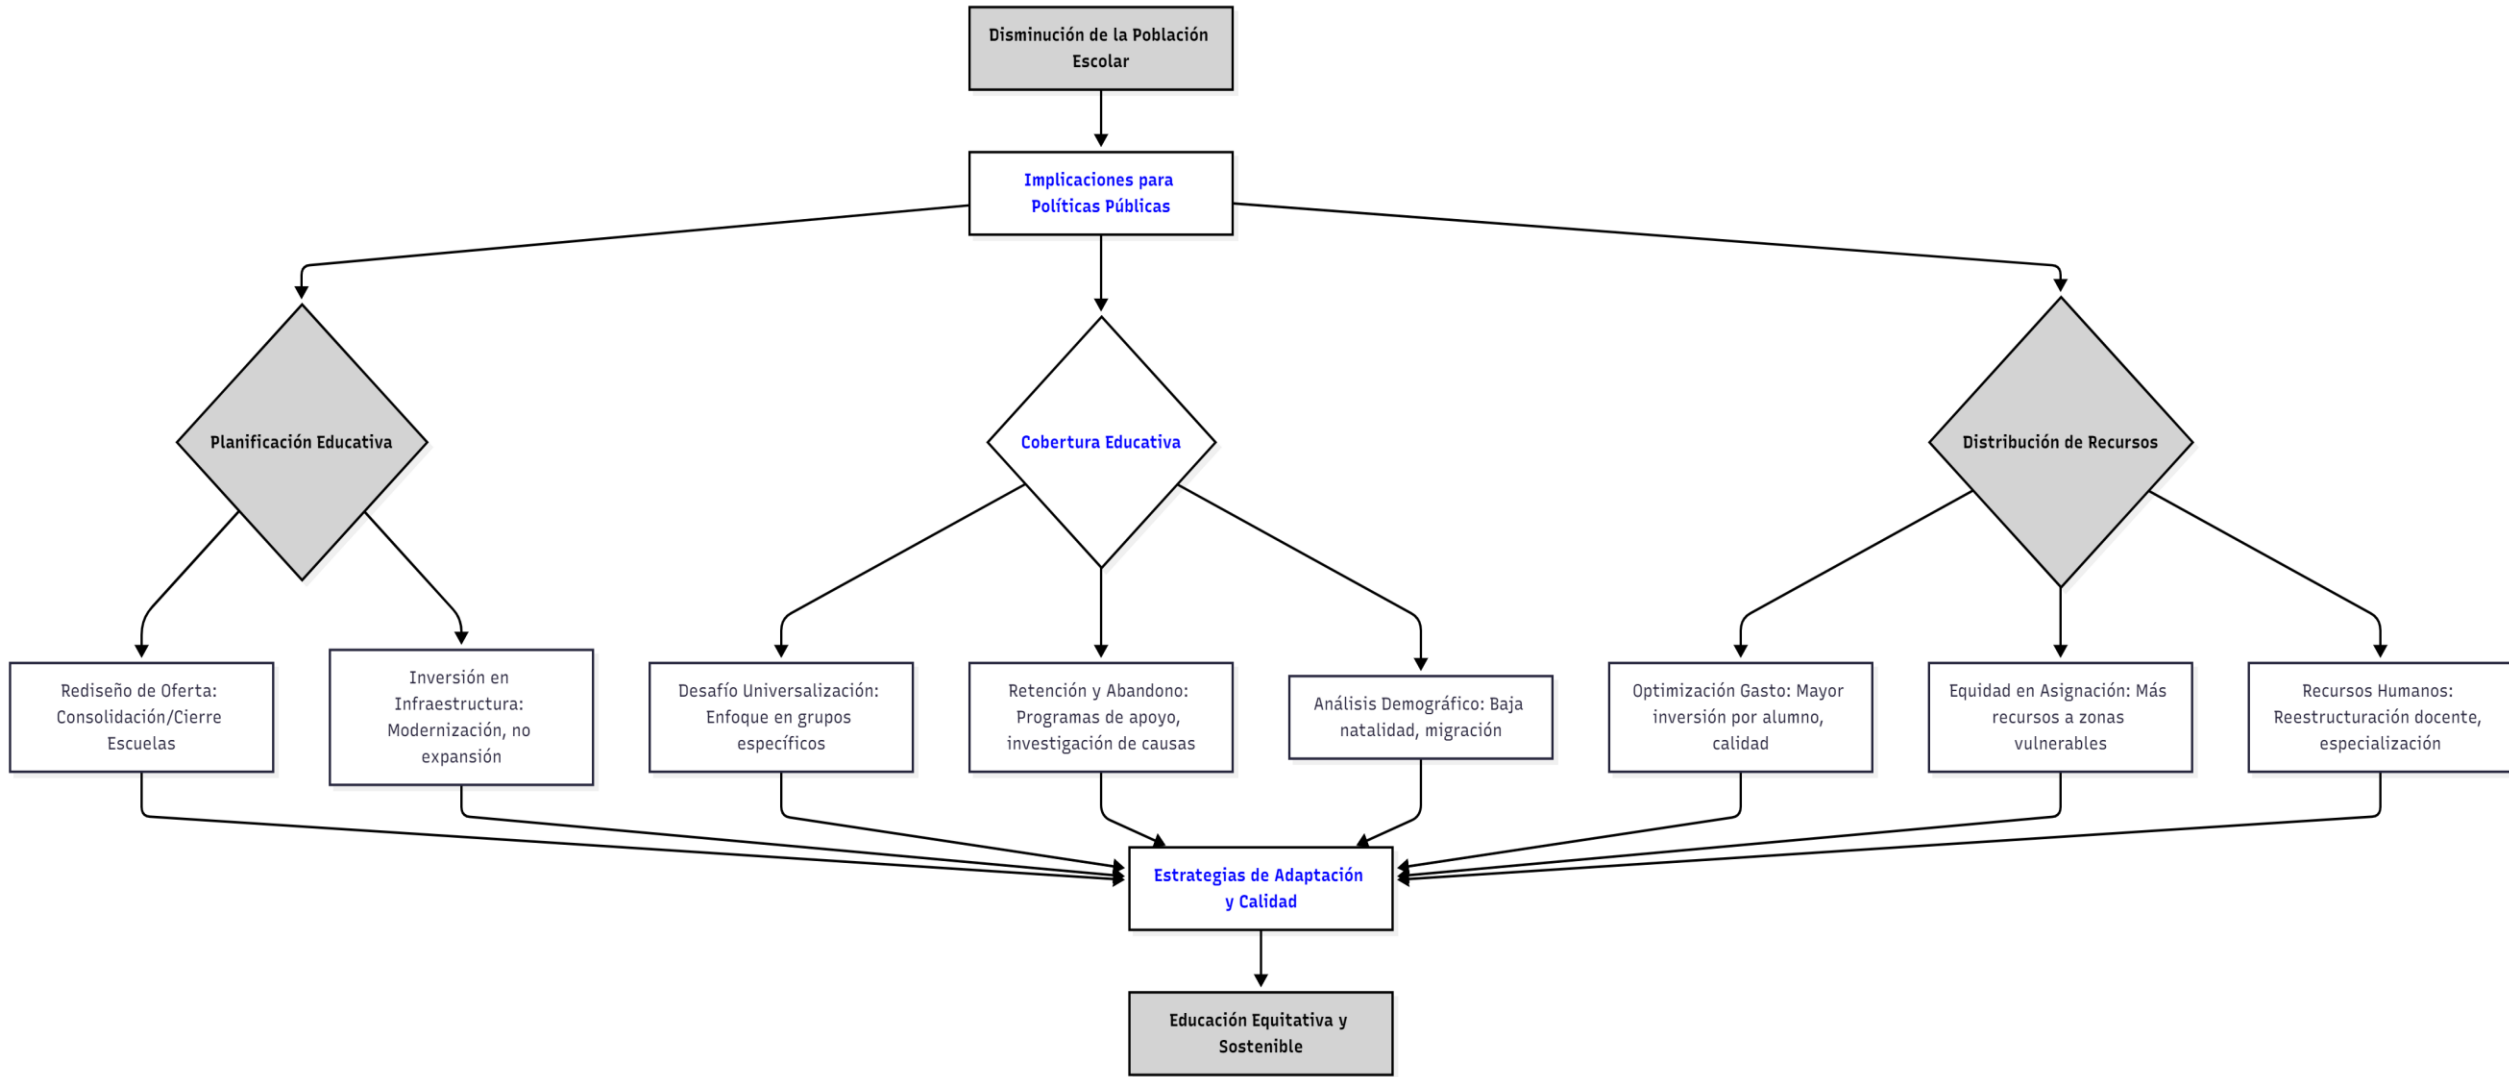 Disminución de la Población
Escolar
Implicaciones para
Políticas Públicas
Planificación Educativa
Cobertura Educativa
Distribución de Recursos
Rediseño de Oferta:
Consolidación/Cierre
Escuelas
Inversión en
Infraestructura:
Modernización, no
expansión
Desafío Universalización:
Enfoque en grupos
específicos
Retención y Abandono:
Programas de apoyo,
investigación de causas
Análisis Demográfico: Baja
natalidad, migración
Optimización Gasto: Mayor
inversión por alumno,
calidad
Equidad en Asignación: Más
recursos a zonas
vulnerables
Recursos Humanos:
Reestructuración docente,
especialización
Estrategias de Adaptación
y Calidad
Educación Equitativa y
Sostenible